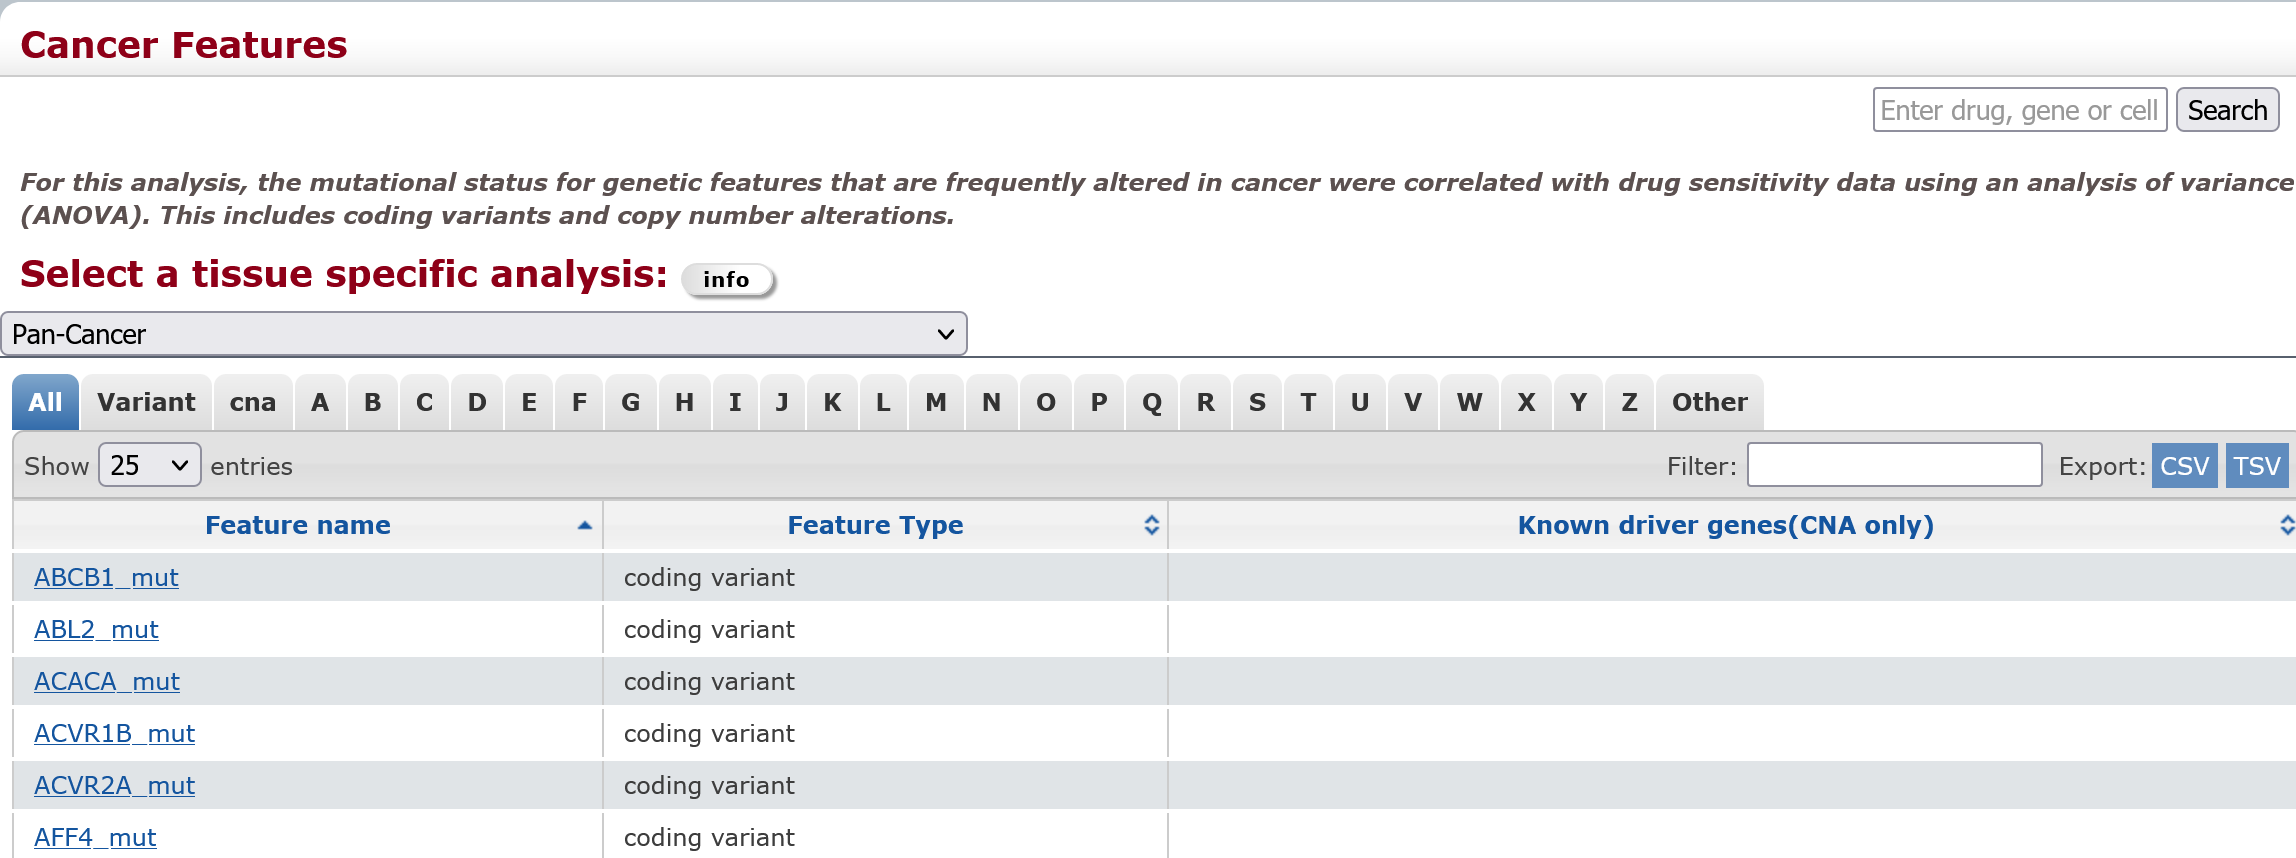 Cancer Features
Enter drug, gene or cell Search
For this analysis, the mutational status for genetic features that are frequently altered in cancer were correlated with drug sensitivity data using an analysis of variance
(ANOVA). This includes coding variants and copy number alterations.
Select a tissue specific analysis: info
Pan-Cancer
All Variant cna A B C D E F G H I J K L M N O P Q R S T U V W X Y Z Other
Show 25 entries Filter: Export: CSV TSV
Feature name Feature Type Known driver genes(CNA only)
ABCB1_mut coding variant
ABL2_mut coding variant
ACACA_mut coding variant
ACVR1B_mut coding variant
ACVR2A_mut coding variant
AFF4_mut coding variant